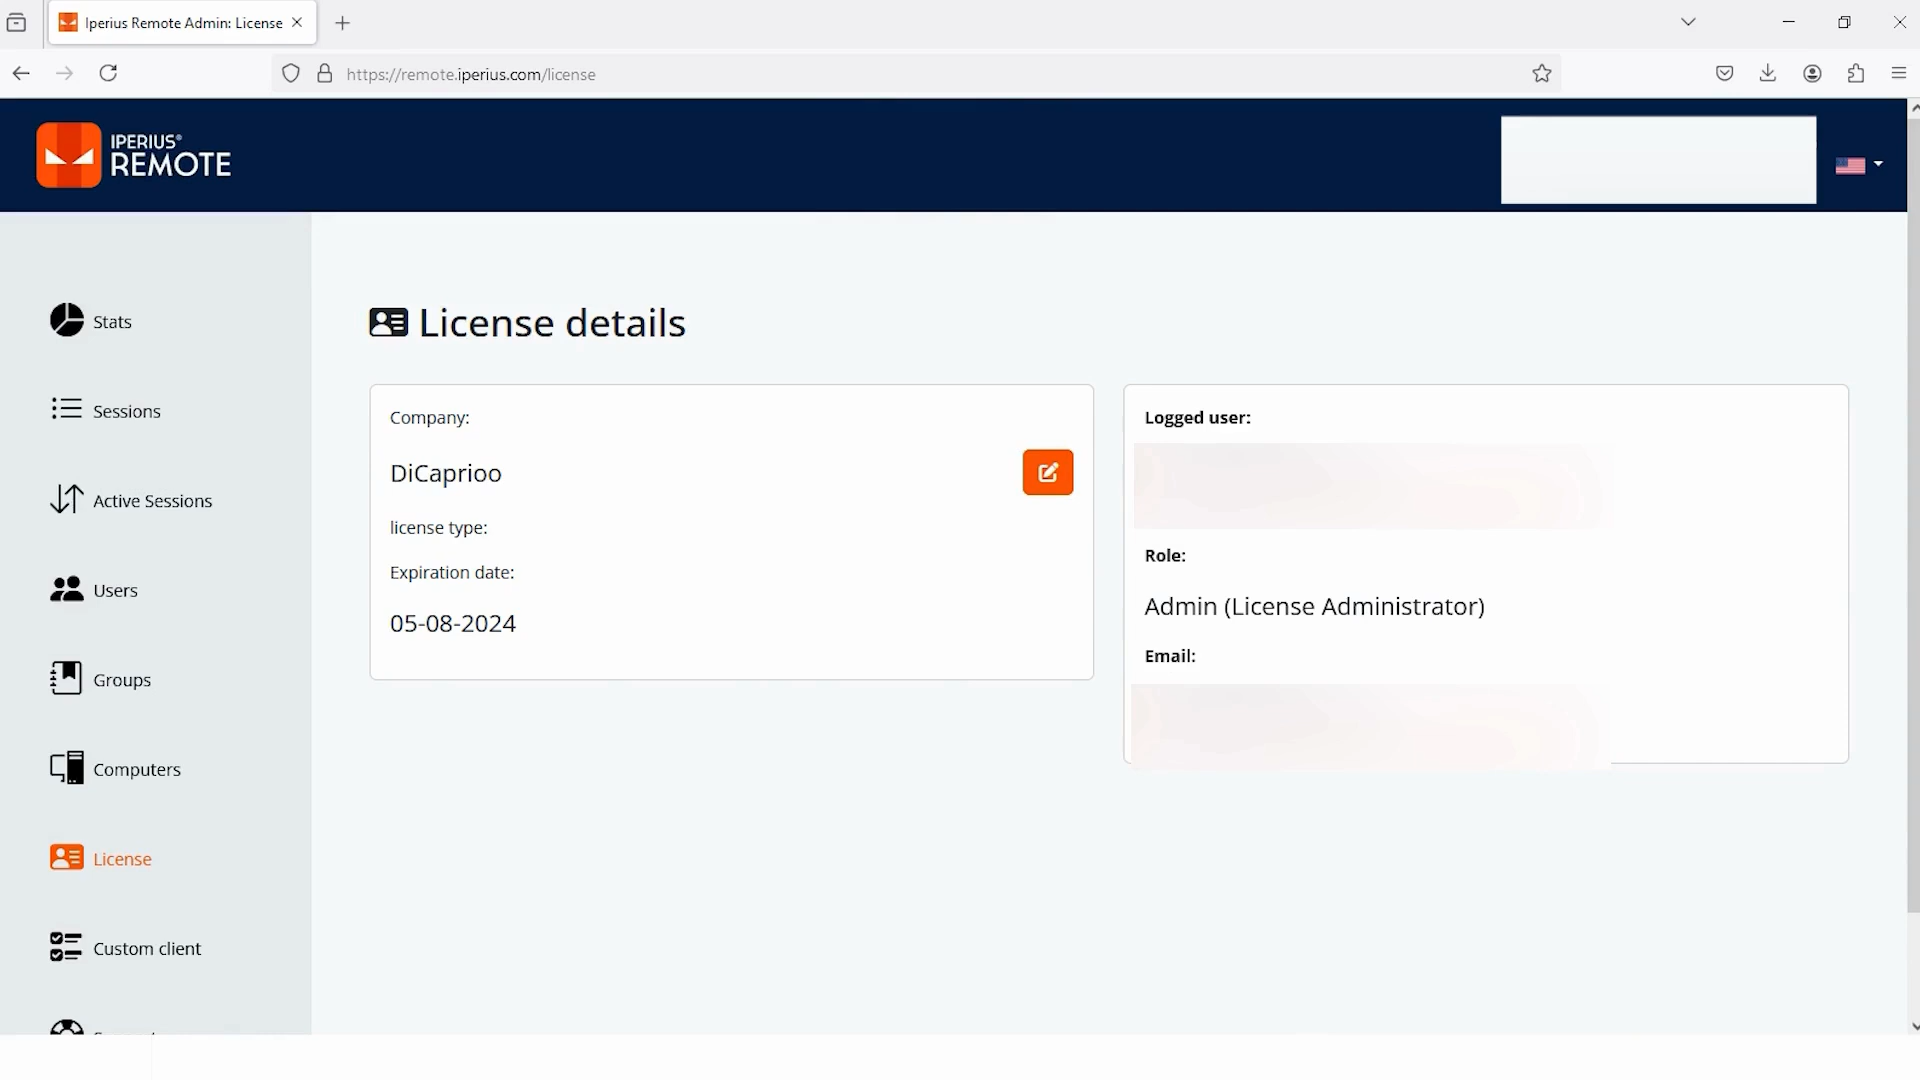 Iperius Remote Admin: License
https://remote.iperius.com/license
IPERIUS®
REMOTE
Stats
Sessions
Active Sessions
Users
Groups
Computers
License
Custom client
License details
Company:
DiCaprioo
license type:
Expiration date:
05-08-2024
Logged user:
Role:
Admin (License Administrator)
Email: